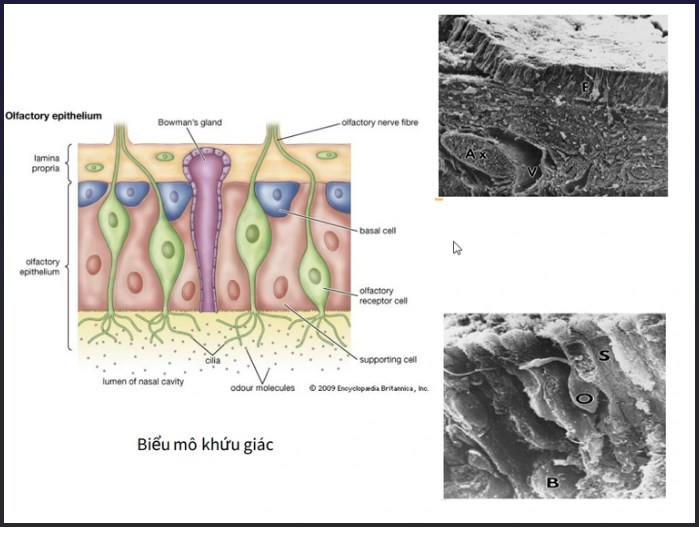 Olfactory epithelium
Bowman's gland
olfactory nerve fibre
lamina
propria
basal cell
olfactory
epithelium
olfactory
receptor cell
supporting cell
cilia
lumen of nasal cavity
odour molecules
© 2009 Encyclopædia Britannica, Inc.
Biểu mô khứu giác
E
Ax
V
S
O
B